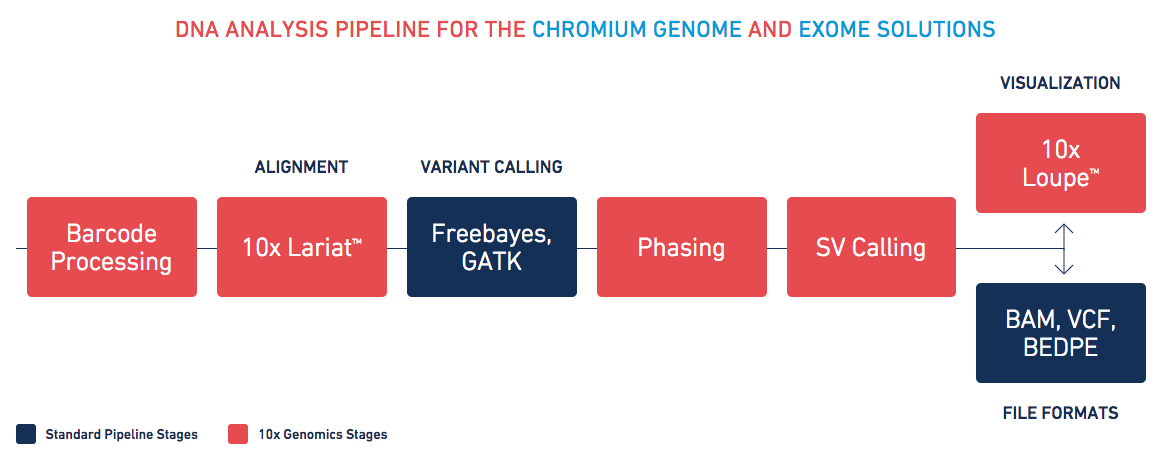 DNA ANALYSIS PIPELINE FOR THE CHROMIUM GENOME AND EXOME SOLUTIONS
VISUALIZATION
10x
Loupe™
ALIGNMENT
VARIANT CALLING
Barcode
Processing
10x Lariat™
Freebayes,
GATK
Phasing
SV Calling
BAM, VCF,
BEDPE
FILE FORMATS
Standard Pipeline Stages
10x Genomics Stages